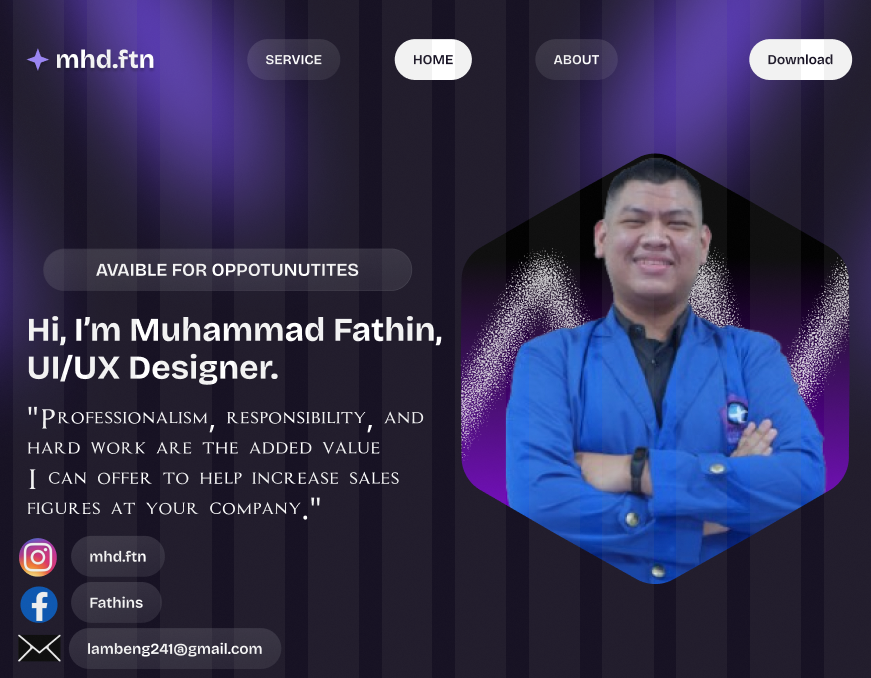 mhd.ftn
SERVICE
HOME
ABOUT
Download
AVAIBLE FOR OPPOTUNUTITES
Hi, I'm Muhammad Fathin,
UI/UX Designer.
"Professionalism, responsibility, and
hard work are the added value
I can offer to help increase sales
figures at your company."
mhd.ftn
Fathins
lambeng241@gmail.com